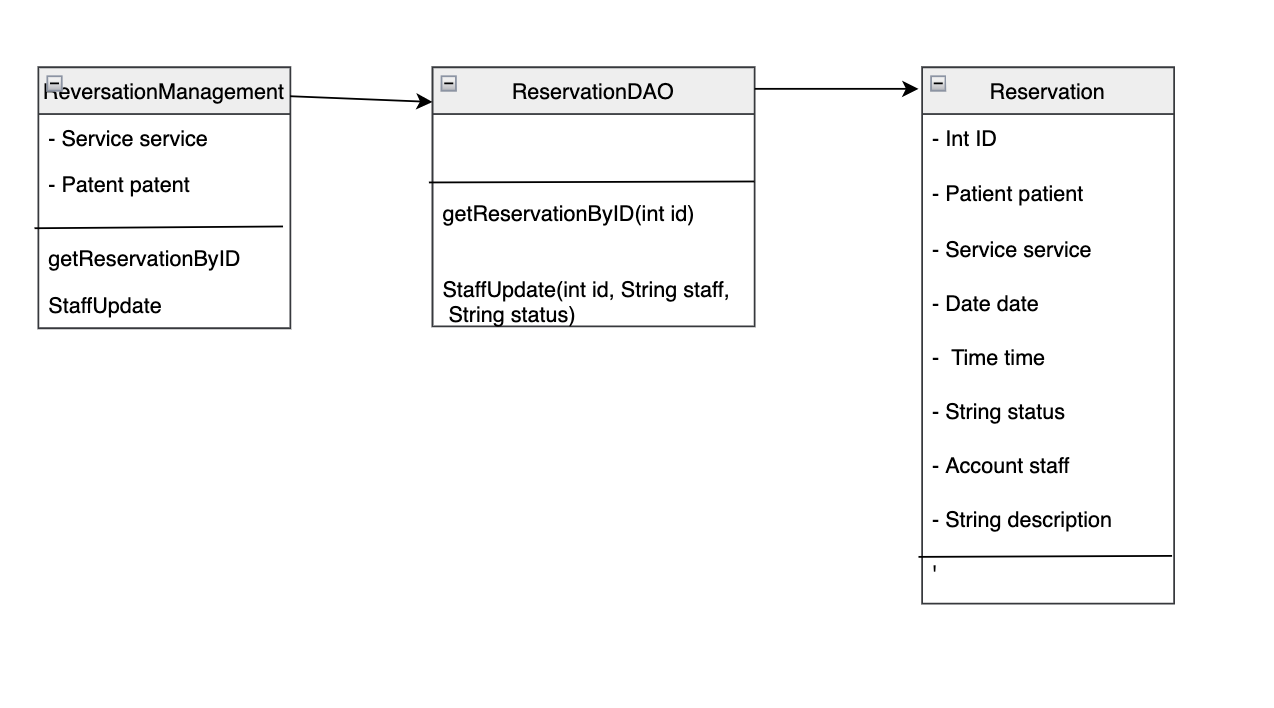 ReversationManagement
- Service service
- Patent patent
getReservationByID
StaffUpdate
ReservationDAO
getReservationByID(int id)
StaffUpdate(int id, String staff,
String status)
Reservation
- Int ID
- Patient patient
- Service service
- Date date
- Time time
- String status
- Account staff
- String description
'